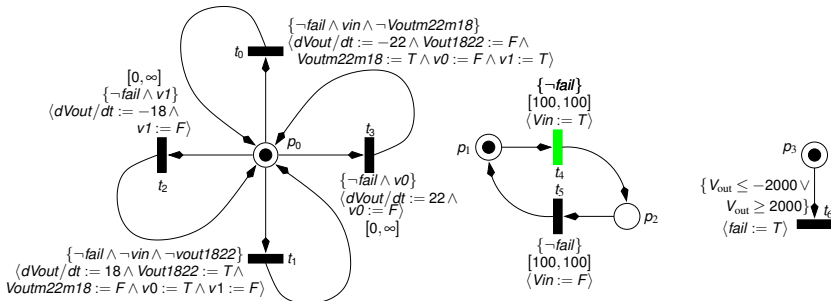 {¬fail ∧ vin ∧ ¬Voutm22m18}
t0
⟨dVout/dt := −22 ∧ Vout1822 := F ∧
Voutm22m18 := T ∧ v0 := F ∧ v1 := T⟩
[0, ∞]
{¬fail ∧ v1}
⟨dVout/dt := −18 ∧
v1 := F⟩
t2
p0
t3
{¬fail ∧ v0}
⟨dVout/dt := 22 ∧
v0 := F⟩
[0, ∞]
{¬fail ∧ ¬vin ∧ ¬vout1822}
t1
⟨dVout/dt := 18 ∧ Vout1822 := T ∧
Voutm22m18 := F ∧ v0 := T ∧ v1 := F⟩
{¬fail}
[100, 100]
⟨Vin := T⟩
p1
t4
t5
p2
{¬fail}
[100, 100]
⟨Vin := F⟩
p3
{Vout ≤ −2000 ∨
Vout ≥ 2000}
⟨fail := T⟩